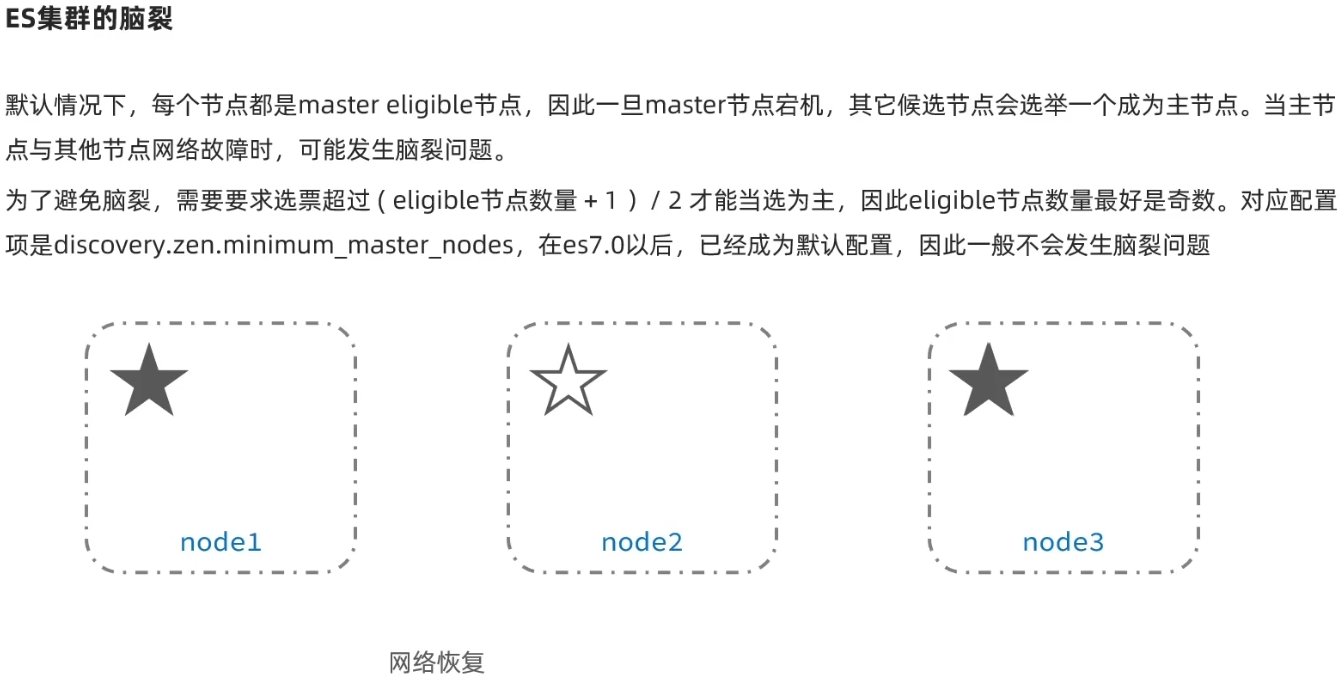 ES集群的脑裂
默认情况下，每个节点都是master eligible节点，因此一旦master节点宕机，其它候选节点会选举一个成为主节点。当主节
点与其他节点网络故障时，可能发生脑裂问题。
为了避免脑裂，需要要求选票超过 ( eligible节点数量 + 1 ）/ 2 才能当选为主，因此eligible节点数量最好是奇数。对应配置
项是discovery.zen.minimum_master_nodes，在es7.0以后，已经成为默认配置，因此一般不会发生脑裂问题
node1
node2
node3
网络恢复